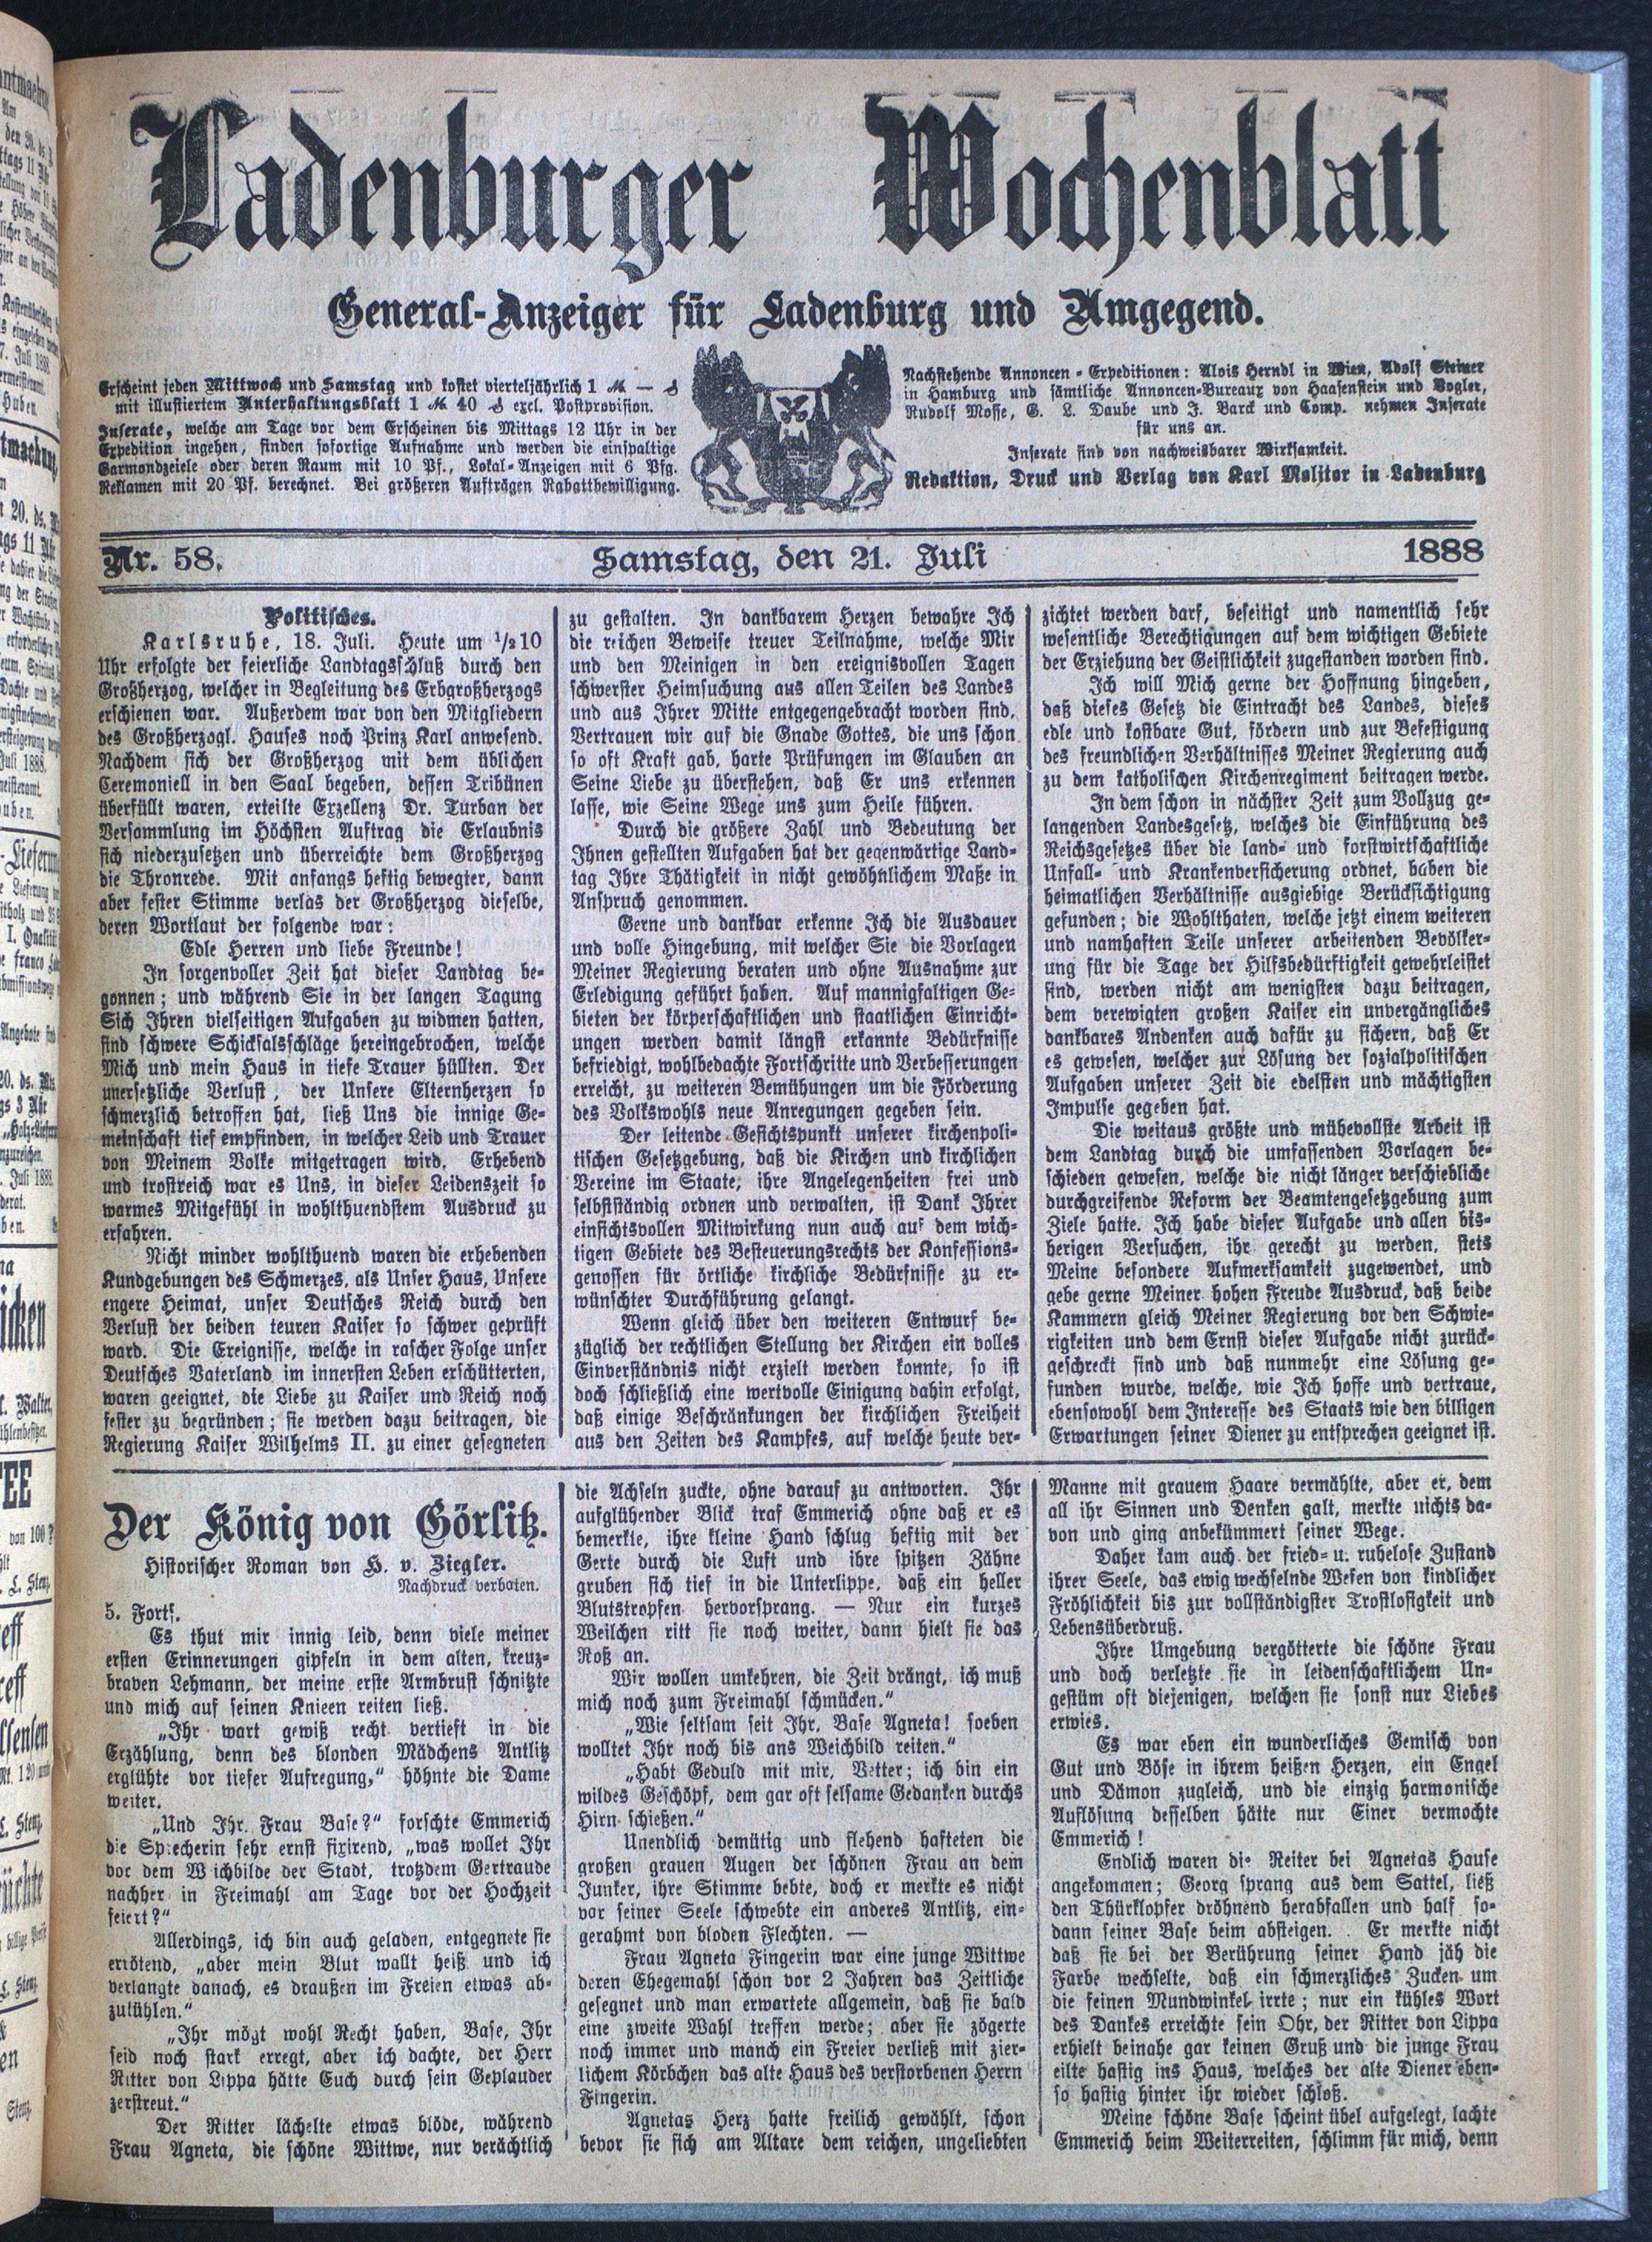 Ladenburger Wochenblatt
General-Anzeiger für Ladenburg und Umgegend.
Erscheint jeden Mittwoch und Samstag und kostet vierteljährlich 1 ℳ — ₰
mit illustiertem Unterhaltungsblatt 1 ℳ 40 ₰ excl. Postprovision.
Inserate, welche am Tage vor dem Erscheinen bis Mittags 12 Uhr in der
Expedition ingehen, finden sofortige Aufnahme und werden die einspaltige
Garmondzeiele oder deren Raum mit 10 Pf., Lokal-Anzeigen mit 6 Pfg.
Reklamen mit 20 Pf. berechnet. Bei größeren Aufträgen Rabattbewilligung.
Nachstehende Annoncen-Expeditionen: Alois Herndl in Wien, Adolf Steiner
in Hamburg und sämtliche Annoncen-Bureaux von Haasenstein und Vogler,
Rudolf Mosse, G. L. Daube und J. Barck und Comp. nehmen Inserate
für uns an.
Inserate sind von nachweisbarer Wirksamkeit.
Redaktion, Druck und Verlag von Karl Molitor in Ladenburg
Nr. 58. Samstag, den 21. Juli 1888
Politisches.
Karlsruhe, 18. Juli. Heute um ½10
Uhr erfolgte der feierliche Landtagsschluß durch den
Großherzog, welcher in Begleitung des Erbgroßherzogs
erschienen war. Außerdem war von den Mitgliedern
des Großherzogl. Hauses noch Prinz Karl anwesend.
Nachdem sich der Großherzog mit dem üblichen
Ceremoniell in den Saal begeben, dessen Tribünen
überfüllt waren, erteilte Exzellenz Dr. Turban der
Versammlung im Höchsten Auftrag die Erlaubnis
sich niederzusetzen und überreichte dem Großherzog
die Thronrede. Mit anfangs heftig bewegter, dann
aber fester Stimme verlas der Großherzog dieselbe,
deren Wortlaut der folgende war:
Edle Herren und liebe Freunde!
In sorgenvoller Zeit hat dieser Landtag be-
gonnen; und während Sie in der langen Tagung
Sich Ihren vielseitigen Aufgaben zu widmen hatten,
sind schwere Schicksalsschläge hereingebrochen, welche
Mich und mein Haus in tiefe Trauer hüllten. Der
unersetzliche Verlust, der Unsere Elternherzen so
schmerzlich betroffen hat, ließ Uns die innige Ge-
meinschaft tief empfinden, in welcher Leid und Trauer
von Meinem Volke mitgetragen wird. Erhebend
und trostreich war es Uns, in dieser Leidenszeit so
warmes Mitgefühl in wohlthuendstem Ausdruck zu
erfahren.
Nicht minder wohlthuend waren die erhebenden
Kundgebungen des Schmerzes, als Unser Haus, Unsere
engere Heimat, unser Deutsches Reich durch den
Verlust der beiden teuren Kaiser so schwer geprüft
ward. Die Ereignisse, welche in rascher Folge unser
Deutsches Vaterland im innersten Leben erschütterten,
waren geeignet, die Liebe zu Kaiser und Reich noch
fester zu begründen; sie werden dazu beitragen, die
Regierung Kaiser Wilhelms II. zu einer gesegneten
zu gestalten. In dankbarem Herzen bewahre Ich
die reichen Beweise treuer Teilnahme, welche Mir
und den Meinigen in den ereignisvollen Tagen
schwerster Heimsuchung aus allen Teilen des Landes
und aus Ihrer Mitte entgegengebracht worden sind.
Vertrauen wir auf die Gnade Gottes, die uns schon
so oft Kraft gab, harte Prüfungen im Glauben an
Seine Liebe zu überstehen, daß Er uns erkennen
lasse, wie Seine Wege uns zum Heile führen.
Durch die größere Zahl und Bedeutung der
Ihnen gestellten Aufgaben hat der gegenwärtige Land-
tag Ihre Thätigkeit in nicht gewöhnlichem Maße in
Anspruch genommen.
Gerne und dankbar erkenne Ich die Ausdauer
und volle Hingebung, mit welcher Sie die Vorlagen
Meiner Regierung beraten und ohne Ausnahme zur
Erledigung geführt haben. Auf mannigfaltigen Ge-
bieten der körperschaftlichen und staatlichen Einricht-
ungen werden damit längst erkannte Bedürfnisse
befriedigt, wohlbedachte Fortschritte und Verbesserungen
erreicht, zu weiteren Bemühungen um die Förderung
des Volkswohls neue Anregungen gegeben sein.
Der leitende Gesichtspunkt unserer kirchenpoli-
tischen Gesetzgebung, daß die Kirchen und kirchlichen
Vereine im Staate, ihre Angelegenheiten frei und
selbstständig ordnen und verwalten, ist Dank Ihrer
einsichtsvollen Mitwirkung nun auch auf dem wich-
tigen Gebiete des Besteuerungsrechts der Konfessions-
genossen für örtliche kirchliche Bedürfnisse zu er-
wünschter Durchführung gelangt.
Wenn gleich über den weiteren Entwurf be-
züglich der rechtlichen Stellung der Kirchen ein volles
Einverständnis nicht erzielt werden konnte, so ist
doch schließlich eine wertvolle Einigung dahin erfolgt,
daß einige Beschränkungen der kirchlichen Freiheit
aus den Zeiten des Kampfes, auf welche heute ver-
zichtet werden darf, beseitigt und namentlich sehr
wesentliche Berechtigungen auf dem wichtigen Gebiete
der Erziehung der Geistlichkeit zugestanden worden sind.
Ich will Mich gerne der Hoffnung hingeben,
daß dieses Gesetz die Eintracht des Landes, dieses
edle und kostbare Gut, fördern und zur Befestigung
des freundlichen Verhältnisses Meiner Regierung auch
zu dem katholischen Kirchenregiment beitragen werde.
In dem schon in nächster Zeit zum Vollzug ge-
langenden Landesgesetz, welches die Einführung des
Reichsgesetzes über die land- und forstwirtschaftliche
Unfall- und Krankenversicherung ordnet, haben die
heimatlichen Verhältnisse ausgiebige Berücksichtigung
gefunden; die Wohlthaten, welche jetzt einem weiteren
und namhaften Teile unserer arbeitenden Bevölker-
ung für die Tage der Hilfsbedürftigkeit gewehrleistet
sind, werden nicht am wenigsten dazu beitragen,
dem verewigten großen Kaiser ein unvergängliches
dankbares Andenken auch dafür zu sichern, daß Er
es gewesen, welcher zur Lösung der sozialpolitischen
Aufgaben unserer Zeit die edelsten und mächtigsten
Impulse gegeben hat.
Die weitaus größte und mühevollste Arbeit ist
dem Landtag durch die umfassenden Vorlagen be-
schieden gewesen, welche die nicht länger verschiebliche
durchgreifende Reform der Beamtengesetzgebung zum
Ziele hatte. Ich habe dieser Aufgabe und allen bis-
herigen Versuchen, ihr gerecht zu werden, stets
Meine besondere Aufmerksamkeit zugewendet, und
gebe gerne Meiner hohen Freude Ausdruck, daß beide
Kammern gleich Meiner Regierung vor den Schwie-
rigkeiten und dem Ernst dieser Aufgabe nicht zurück-
geschreckt sind und daß nunmehr eine Lösung ge-
funden wurde, welche, wie Ich hoffe und vertraue,
ebensowohl dem Interesse des Staats wie den billigen
Erwartungen seiner Diener zu entsprechen geeignet ist.
Der König von Görlitz.
Historischer Roman von H. v. Ziegler.
Nachdruck verboten.
5. Forts.
Es thut mir innig leid, denn viele meiner
ersten Erinnerungen gipfeln in dem alten, kreuz-
braven Lehmann, der meine erste Armbrust schnitzte
und mich auf seinen Knieen reiten ließ.
„Ihr wart gewiß recht vertieft in die
Erzählung, denn des blonden Mädchens Antlitz
erglühte vor tiefer Aufregung,“ höhnte die Dame
weiter.
„Und Ihr. Frau Base?“ forschte Emmerich
die Sprecherin sehr ernst fixirend, „was wollet Ihr
vor dem Wichbilde der Stadt, trotzdem Gertraude
nachher in Freimahl am Tage vor der Hochzeit
feiert?“
Allerdings, ich bin auch geladen, entgegnete sie
errötend, „aber mein Blut wallt heiß und ich
verlangte danach, es draußen im Freien etwas ab-
zukühlen.“
„Ihr mögt wohl Recht haben, Base, Ihr
seid noch stark erregt, aber ich dachte, der Herr
Ritter von Lippa hätte Euch durch sein Geplauder
zerstreut.“
Der Ritter lächelte etwas blöde, während
Frau Agneta, die schöne Wittwe, nur verächtlich
die Achseln zuckte, ohne darauf zu antworten. Ihr
aufglühender Blick traf Emmerich ohne daß er es
bemerkte, ihre kleine Hand schlug heftig mit der
Gerte durch die Luft und ihre spitzen Zähne
gruben sich tief in die Unterlippe, daß ein heller
Blutstropfen hervorsprang. — Nur ein kurzes
Weilchen ritt sie noch weiter, dann hielt sie das
Roß an.
Wir wollen umkehren, die Zeit drängt, ich muß
mich noch zum Freimahl schmücken.“
„Wie seltsam seit Ihr, Base Agneta! soeben
wolltet Ihr noch bis ans Weichbild reiten.“
„Habt Geduld mit mir, Vetter; ich bin ein
wildes Geschöpf, dem gar oft selsame Gedanken durchs
Hirn schießen.“
Unendlich demütig und flehend hafteten die
großen grauen Augen der schönen Frau an dem
Junker, ihre Stimme bebte, doch er merkte es nicht
vor seiner Seele schwebte ein anderes Antlitz, ein-
gerahmt von bloden Flechten. —
Frau Agneta Fingerin war eine junge Wittwe
deren Ehegemahl schon vor 2 Jahren das Zeitliche
gesegnet und man erwartete allgemein, daß sie bald
eine zweite Wahl treffen werde; aber sie zögerte
noch immer und manch ein Freier verließ mit zier-
lichem Körbchen das alte Haus des verstorbenen Herrn
Fingerin.
Agnetas Herz hatte freilich gewählt, schon
bevor sie sich am Altare dem reichen, ungeliebten
Manne mit grauem Haare vermählte, aber er, dem
all ihr Sinnen und Denken galt, merkte nichts da-
von und ging anbekümmert seiner Wege.
Daher kam auch der fried- u. ruhelose Zustand
ihrer Seele, das ewig wechselnde Wesen von kindlicher
Fröhlichkeit bis zur vollständigster Trostlosigkeit und
Lebensüberdruß.
Ihre Umgebung vergötterte die schöne Frau
und doch verletzte sie in leidenschaftlichem Un-
gestüm oft diejenigen, welchen sie sonst nur Liebes
erwies.
Es war eben ein wunderliches Gemisch von
Gut und Böse in ihrem heißen Herzen, ein Engel
und Dämon zugleich, und die einzig harmonische
Auflösung desselben hätte nur Einer vermochte
Emmerich!
Endlich waren die Reiter bei Agnetas Hause
angekommen; Georg sprang aus dem Sattel, ließ
den Thürklopfer dröhnend herabfallen und half so-
dann seiner Base beim absteigen. Er merkte nicht
daß sie bei der Berührung seiner Hand jäh die
Farbe wechselte, daß ein schmerzliches Zucken um
die feinen Mundwinkel irrte; nur ein kühles Wort
des Dankes erreichte sein Ohr, der Ritter von Lippa
erhielt beinahe gar keinen Gruß und die junge Frau
eilte hastig ins Haus, welches der alte Diener eben-
so hastig hinter ihr wieder schloß.
Meine schöne Base scheint übel aufgelegt, lachte
Emmerich beim Weiterreiten, schlimm für mich, denn